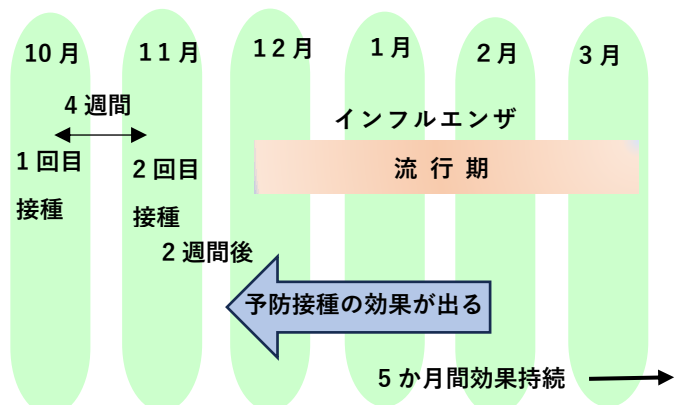 10月 11月 12月 1月 2月 3月
4週間
インフルエンザ
流行期
1回目
接種
2回目
接種
2週間後
予防接種の効果が出る
5か月間効果持続